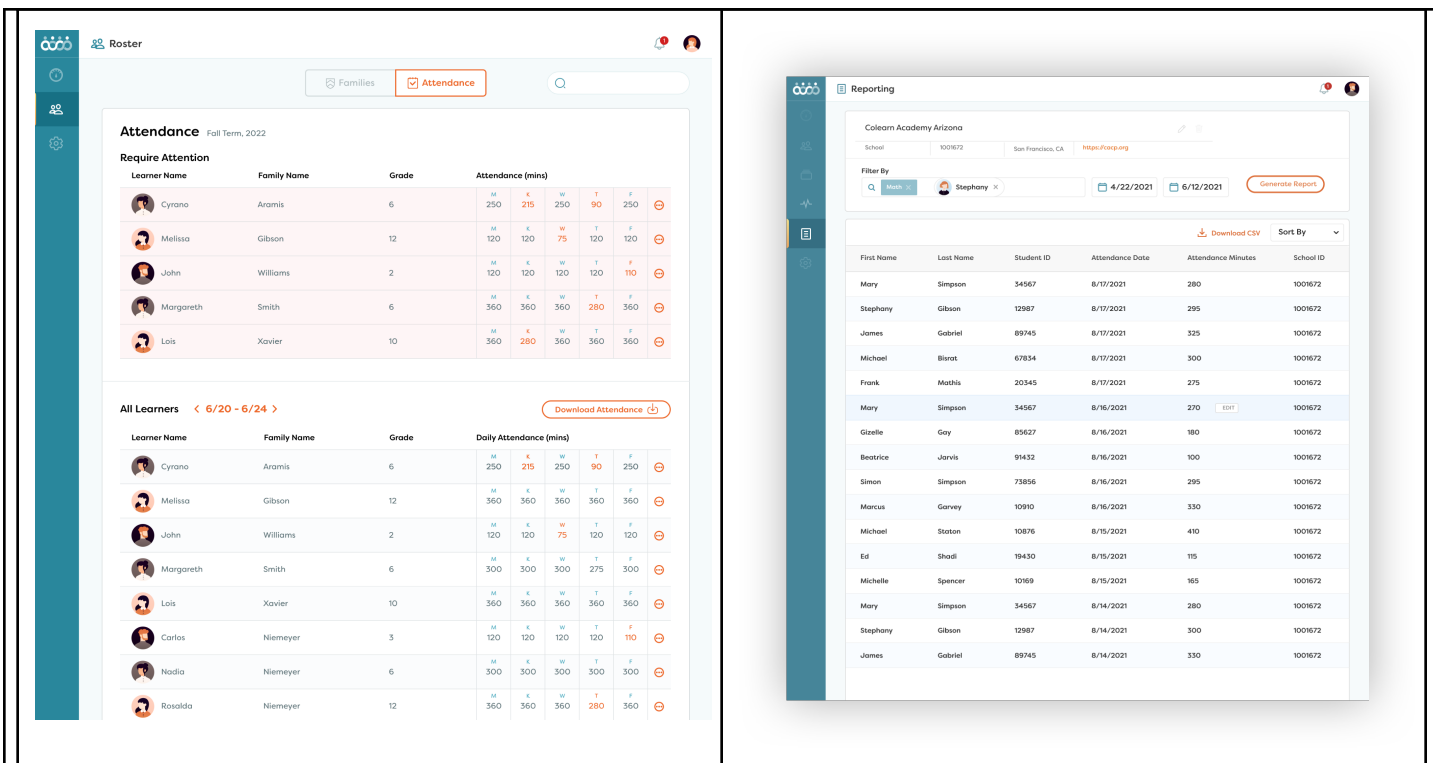 Roster
1
Families
Attendance
Attendance Fall Term, 2022
Require Attention
Learner Name Family Name Grade Attendance (mins)
M K W T F
Cyrano Aramis 6 250 215 250 90 250
M K W T F
Melissa Gibson 12 120 120 75 120 120
M K W T F
John Williams 2 120 120 120 120 110
M K W T F
Margareth Smith 6 360 360 360 280 360
M K W T F
Lois Xavier 10 360 280 360 360 360
All Learners < 6/20 - 6/24 > Download Attendance
Learner Name Family Name Grade Daily Attendance (mins)
M K W T F
Cyrano Aramis 6 250 215 250 90 250
M K W T F
Melissa Gibson 12 360 360 360 360 360
M K W T F
John Williams 2 120 120 75 120 120
M K W T F
Margareth Smith 6 300 300 300 275 300
M K W T F
Lois Xavier 10 360 360 360 360 360
M K W T F
Carlos Niemeyer 3 120 120 120 120 110
M K W T F
Nadia Niemeyer 6 300 300 300 300 300
M K W T F
Rosalda Niemeyer 12 360 360 360 280 360
Reporting
1
Colearn Academy Arizona
School 1001672 San Francisco, CA https://cacp.org
Filter By
Math × Stephany × 4/22/2021 6/12/2021 Generate Report
Download CSV Sort By
First Name Last Name Student ID Attendance Date Attendance Minutes School ID
Mary Simpson 34567 8/17/2021 280 1001672
Stephany Gibson 12987 8/17/2021 295 1001672
James Gabriel 89745 8/17/2021 325 1001672
Michael Bisrat 67834 8/17/2021 300 1001672
Frank Mathis 20345 8/17/2021 275 1001672
Mary Simpson 34567 8/16/2021 270 EDIT 1001672
Gizelle Gay 85627 8/16/2021 180 1001672
Beatrice Jarvis 91432 8/16/2021 100 1001672
Simon Simpson 73856 8/16/2021 295 1001672
Marcus Garvey 10910 8/16/2021 330 1001672
Michael Staton 10876 8/15/2021 410 1001672
Ed Shadi 19430 8/15/2021 115 1001672
Michelle Spencer 10169 8/15/2021 165 1001672
Mary Simpson 34567 8/14/2021 280 1001672
Stephany Gibson 12987 8/14/2021 300 1001672
James Gabriel 89745 8/14/2021 330 1001672